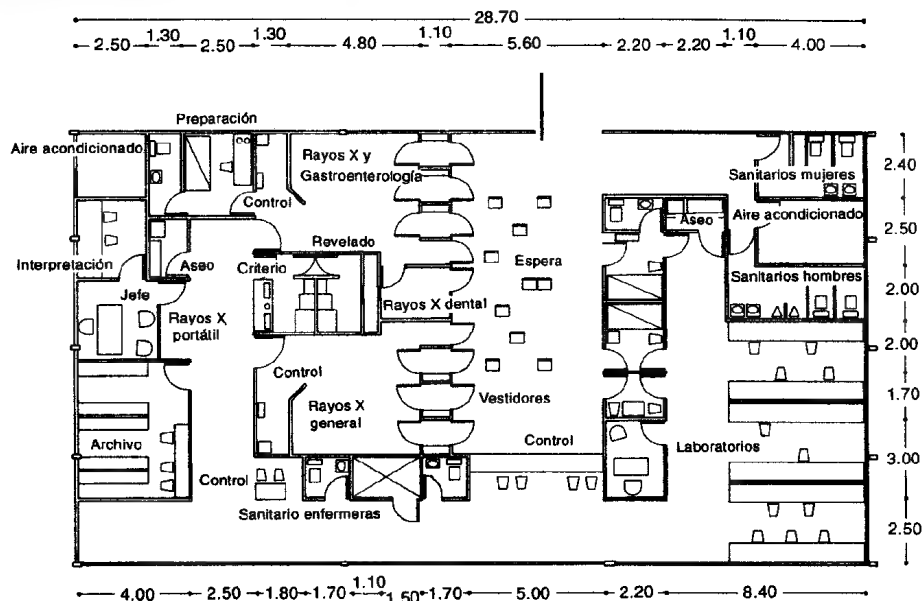 28.70
2.50 1.30 2.50 1.30 4.80 1.10 5.60 2.20 2.20 1.10 4.00
Preparación
Aire acondicionado
Rayos X y
Gastroenterología
Sanitarios mujeres
2.40
Control
Aseo
Aire acondicionado
2.50
Revelado
Interpretación
Aseo
Criterio
Espera
Sanitarios hombres
Jefe
Rayos X
portátil
Rayos X dental
2.00
2.00
Control
Rayos X
general
Vestidores
1.70
Archivo
Control
Laboratorios
3.00
Control
Sanitario enfermeras
2.50
4.00 2.50 1.80 1.70 1.10 1.50 1.70 5.00 2.20 8.40